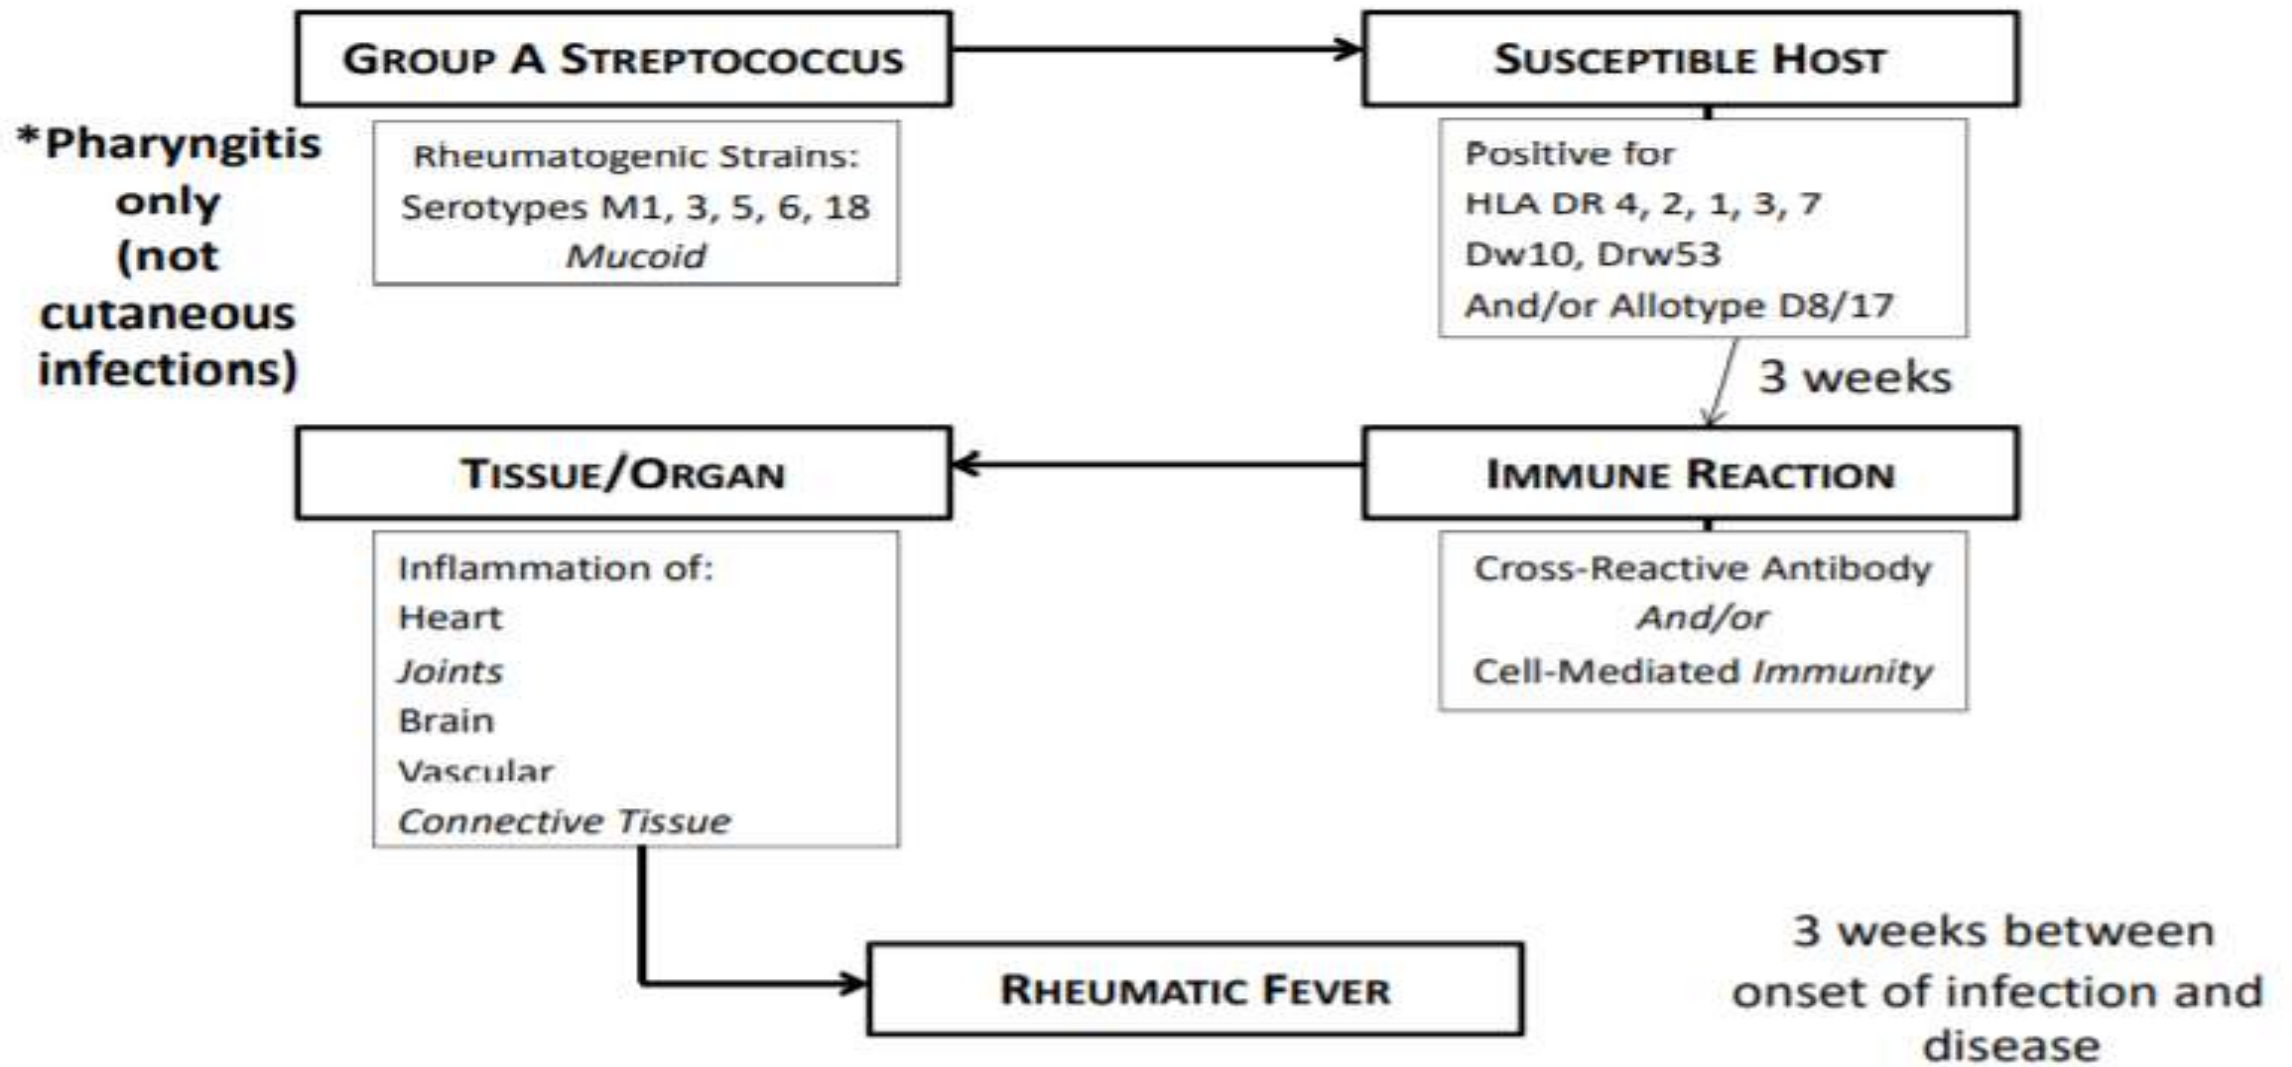 GROUP A STREPTOCOCCUS
SUSCEPTIBLE HOST
*Pharyngitis
only
(not
cutaneous
infections)
Rheumatogenic Strains:
Serotypes M1, 3, 5, 6, 18
Mucoid
Positive for
HLA DR 4, 2, 1, 3, 7
Dw10, Drw53
And/or Allotype D8/17
3 weeks
TISSUE/ORGAN
IMMUNE REACTION
Inflammation of:
Heart
Joints
Brain
Vascular
Connective Tissue
Cross-Reactive Antibody
And/or
Cell-Mediated Immunity
RHEUMATIC FEVER
3 weeks between
onset of infection and
disease